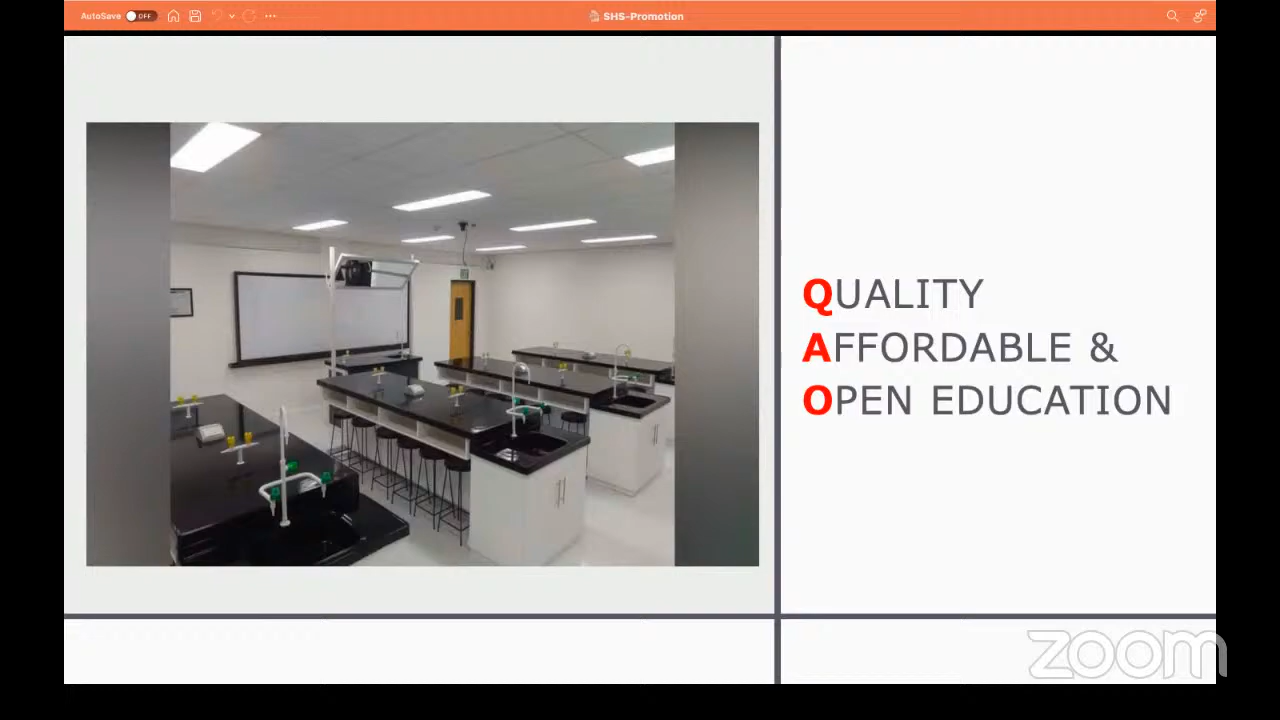 AutoSave OFF
SHS-Promotion
QUALITY
AFFORDABLE &
OPEN EDUCATION
zoom